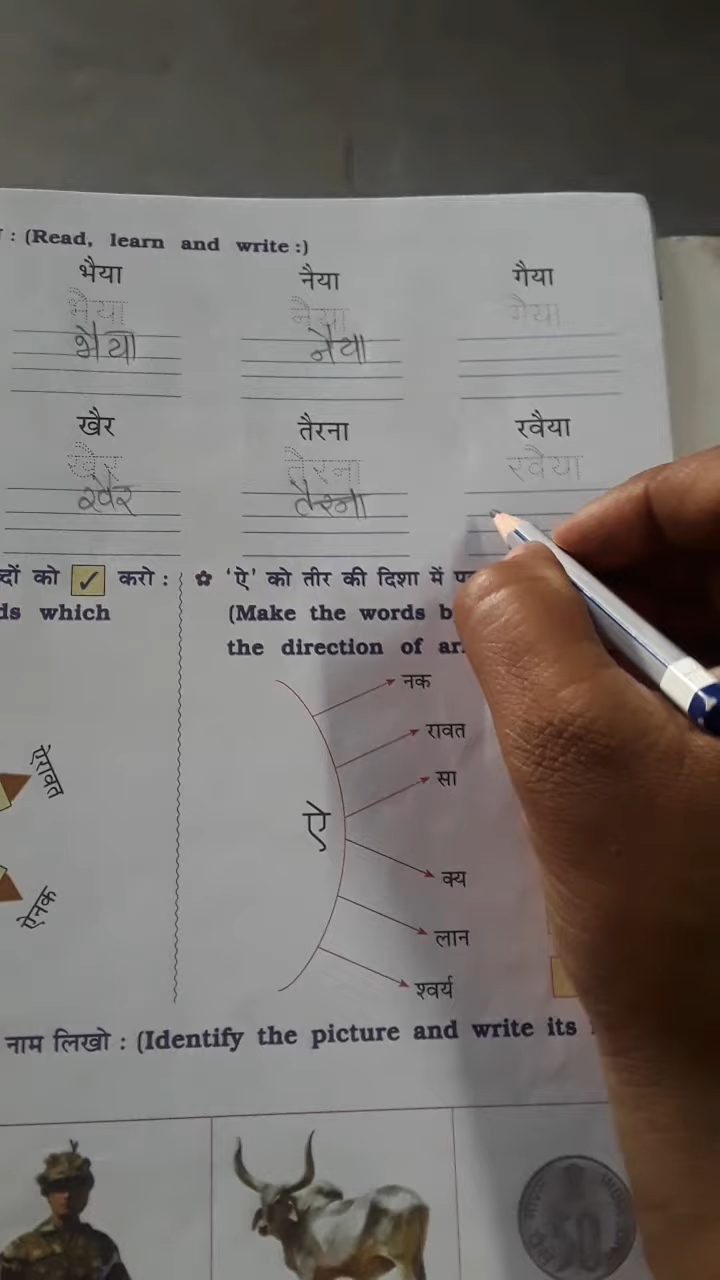 : (Read, learn and write :)
भैया नैया गैया
भैया नैया गैया
भैया नैया
खैर तैरना रवैया
खैर तैरना रवैया
खैर तैरना
दों को ✓ करो :
ds which
ऐरावत
ऐनक
✿ 'ऐ' को तीर की दिशा में
(Make the words
the direction of
ऐ
नक
रावत
सा
क्य
लान
श्वर्य
नाम लिखो : (Identify the picture and write its
50